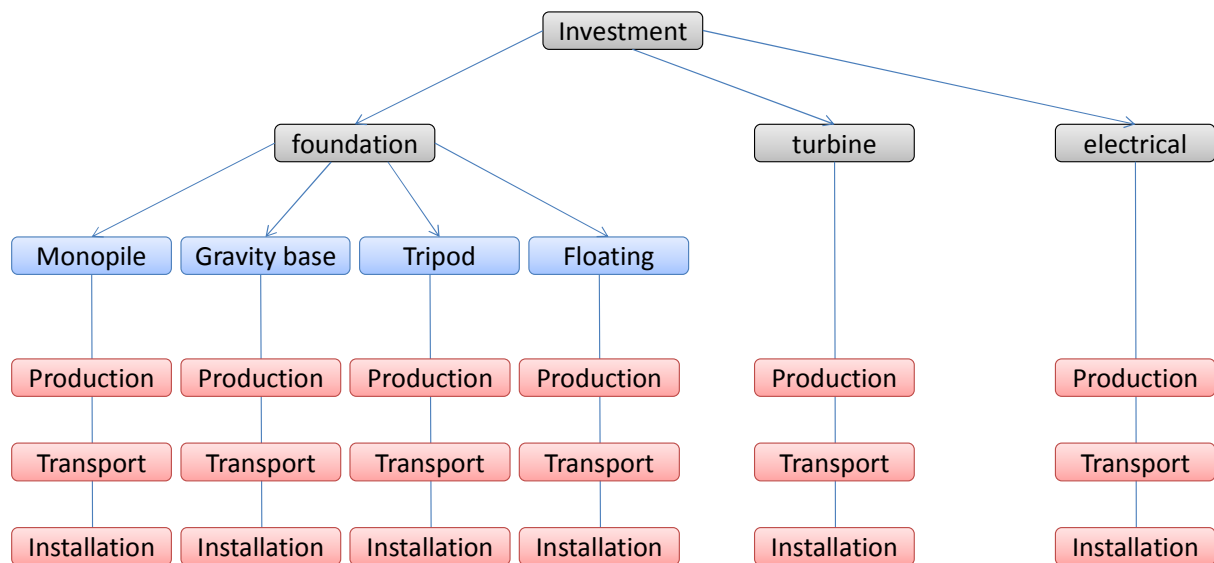 Investment
foundation
turbine
electrical
Monopile
Gravity base
Tripod
Floating
Production
Production
Production
Production
Production
Production
Transport
Transport
Transport
Transport
Transport
Transport
Installation
Installation
Installation
Installation
Installation
Installation